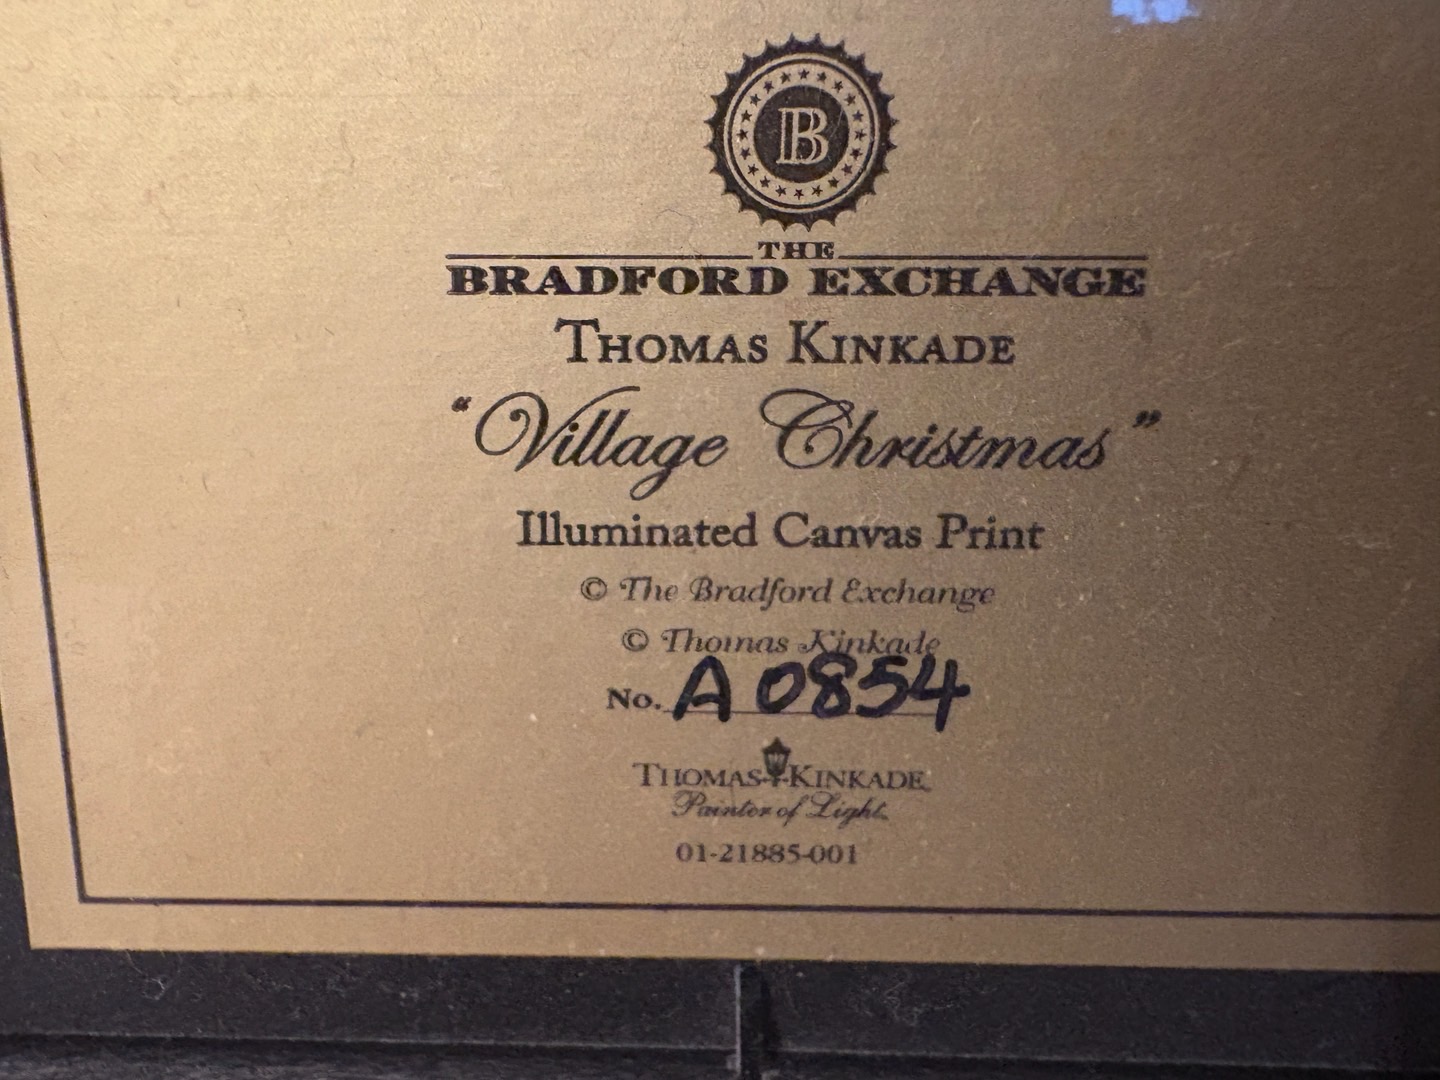 B
THE
BRADFORD EXCHANGE
THOMAS KINKADE
“Village Christmas”
Illuminated Canvas Print
© The Bradford Exchange
© Thomas Kinkade
No. A 0854
THOMAS KINKADE
Painter of Light
01-21885-001